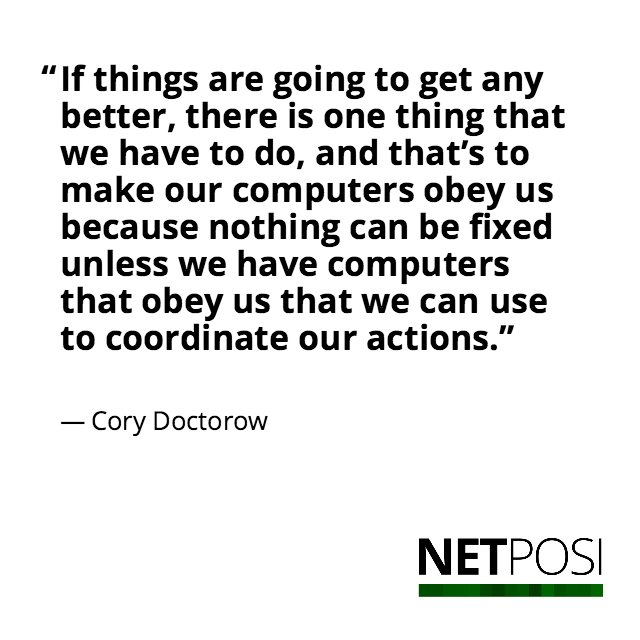 “If things are going to get any
better, there is one thing that
we have to do, and that’s to
make our computers obey us
because nothing can be fixed
unless we have computers
that obey us that we can use
to coordinate our actions.”
— Cory Doctorow
NETPOSI